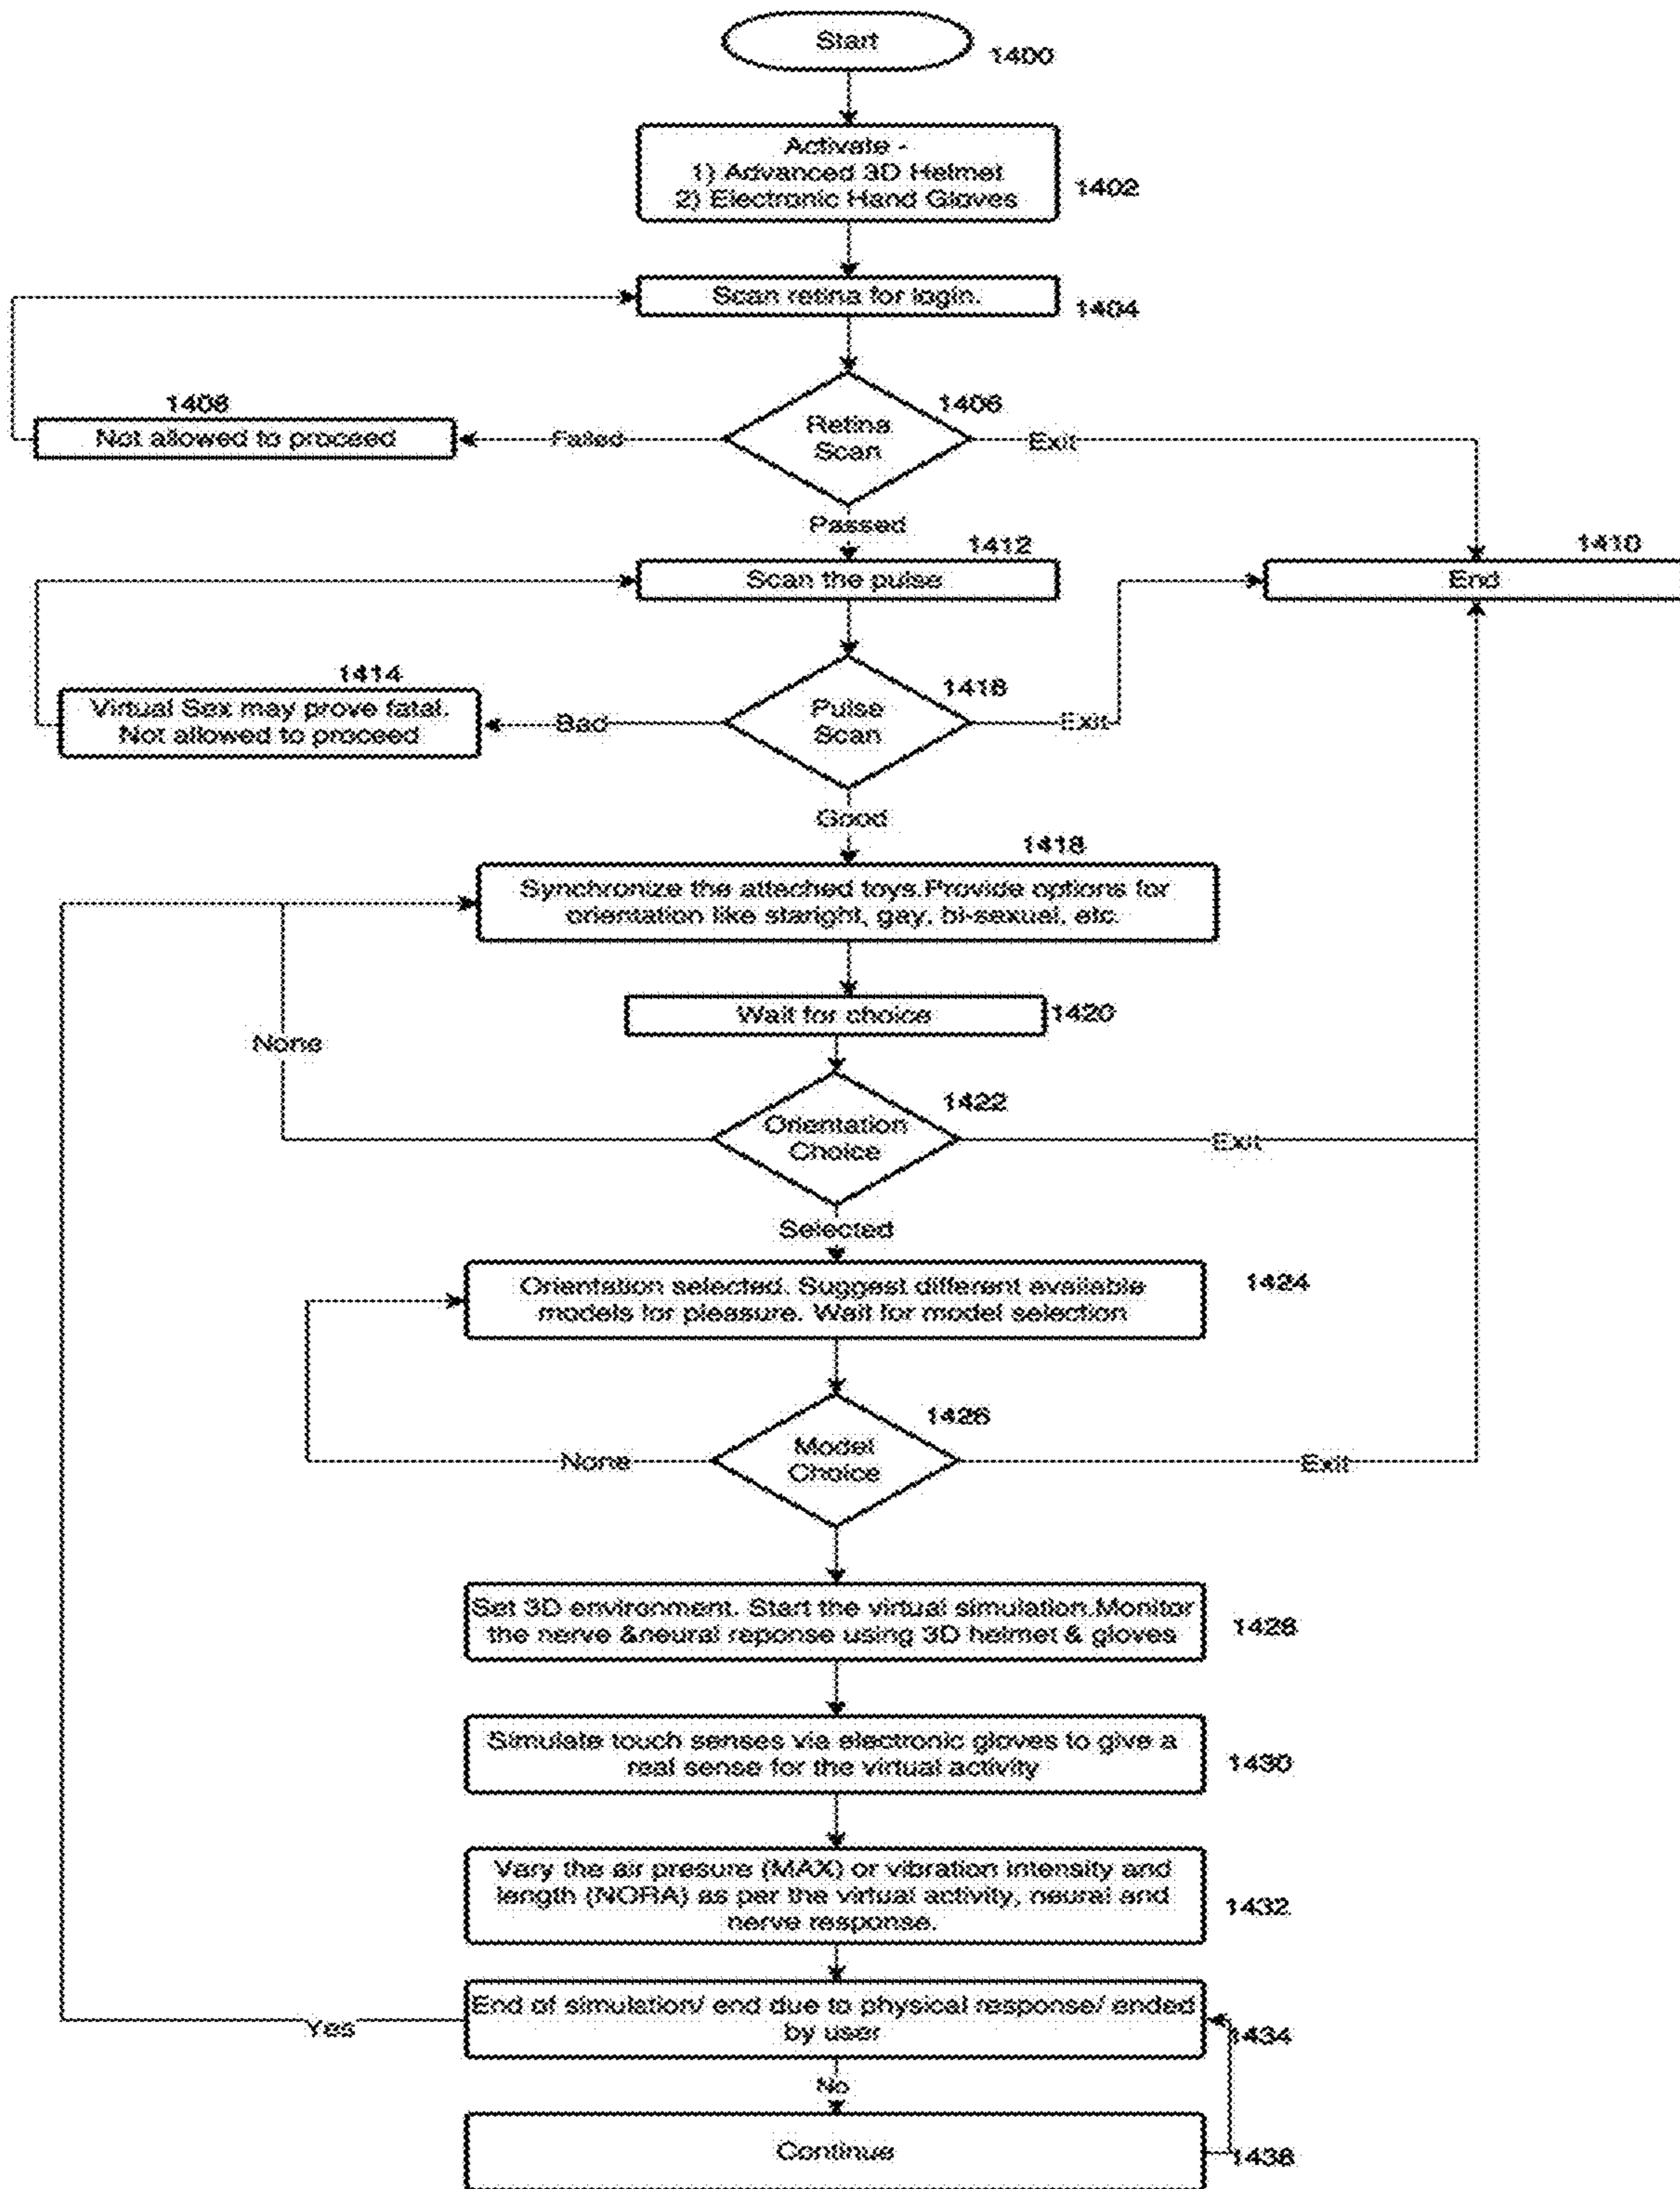 Start
1400
Activate -
1) Advanced 3D Helmet
2) Electronic Hand Gloves
1402
Scan retina for login.
1404
1408
Not allowed to proceed
Failed
Retina
Scan
1406
Exit
Passed
1412
Scan the pulse
1410
End
1414
Virtual Sex may prove fatal.
Not allowed to proceed
Bad
Pulse
Scan
1416
Exit
Good
1418
Synchronize the attached toys.Provide options for
orientation like staright, gay, bi-sexual, etc.
Wait for choice
1420
None
Orientation
Choice
1422
Exit
Selected
Orientation selected. Suggest different available
models for pleasure. Wait for model selection
1424
None
Model
Choice
1426
Exit
Set 3D environment. Start the virtual simulation.Monitor
the nerve &neural reponse using 3D helmet & gloves
1428
Simulate touch senses via electronic gloves to give a
real sense for the virtual activity
1430
Vary the air presure (MAX) or vibration intensity and
length (NORA) as per the virtual activity, neural and
nerve response.
1432
End of simulation/ end due to physical response/ ended
by user
1434
Yes
No
Continue
1436